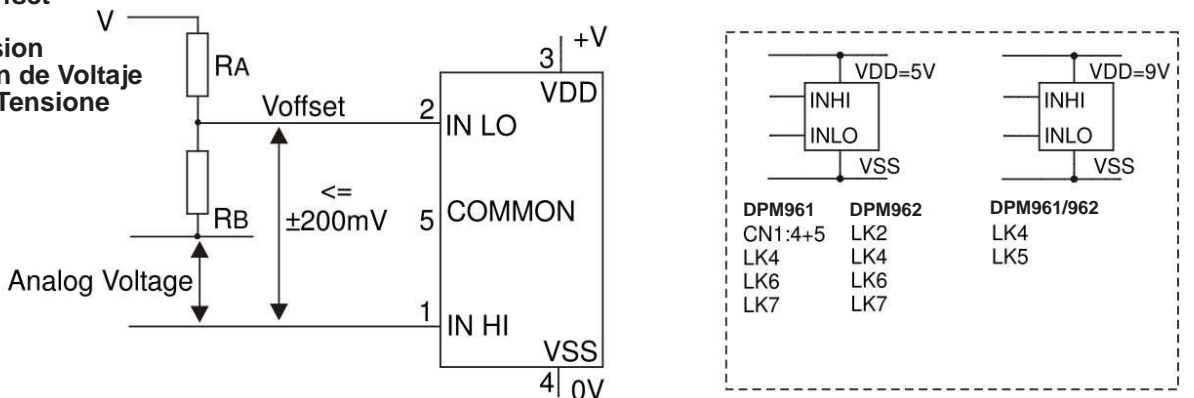 sion
n de Voltaje
Tensione
V
RA
Voffset
RB
Analog Voltage
<=
±200mV
3
+V
VDD
2
IN LO
5
COMMON
1
IN HI
VSS
4
0V
VDD=5V
INHI
INLO
VSS
VDD=9V
INHI
INLO
VSS
DPM961
CN1:4+5
LK4
LK6
LK7
DPM962
LK2
LK4
LK6
LK7
DPM961/962
LK4
LK5